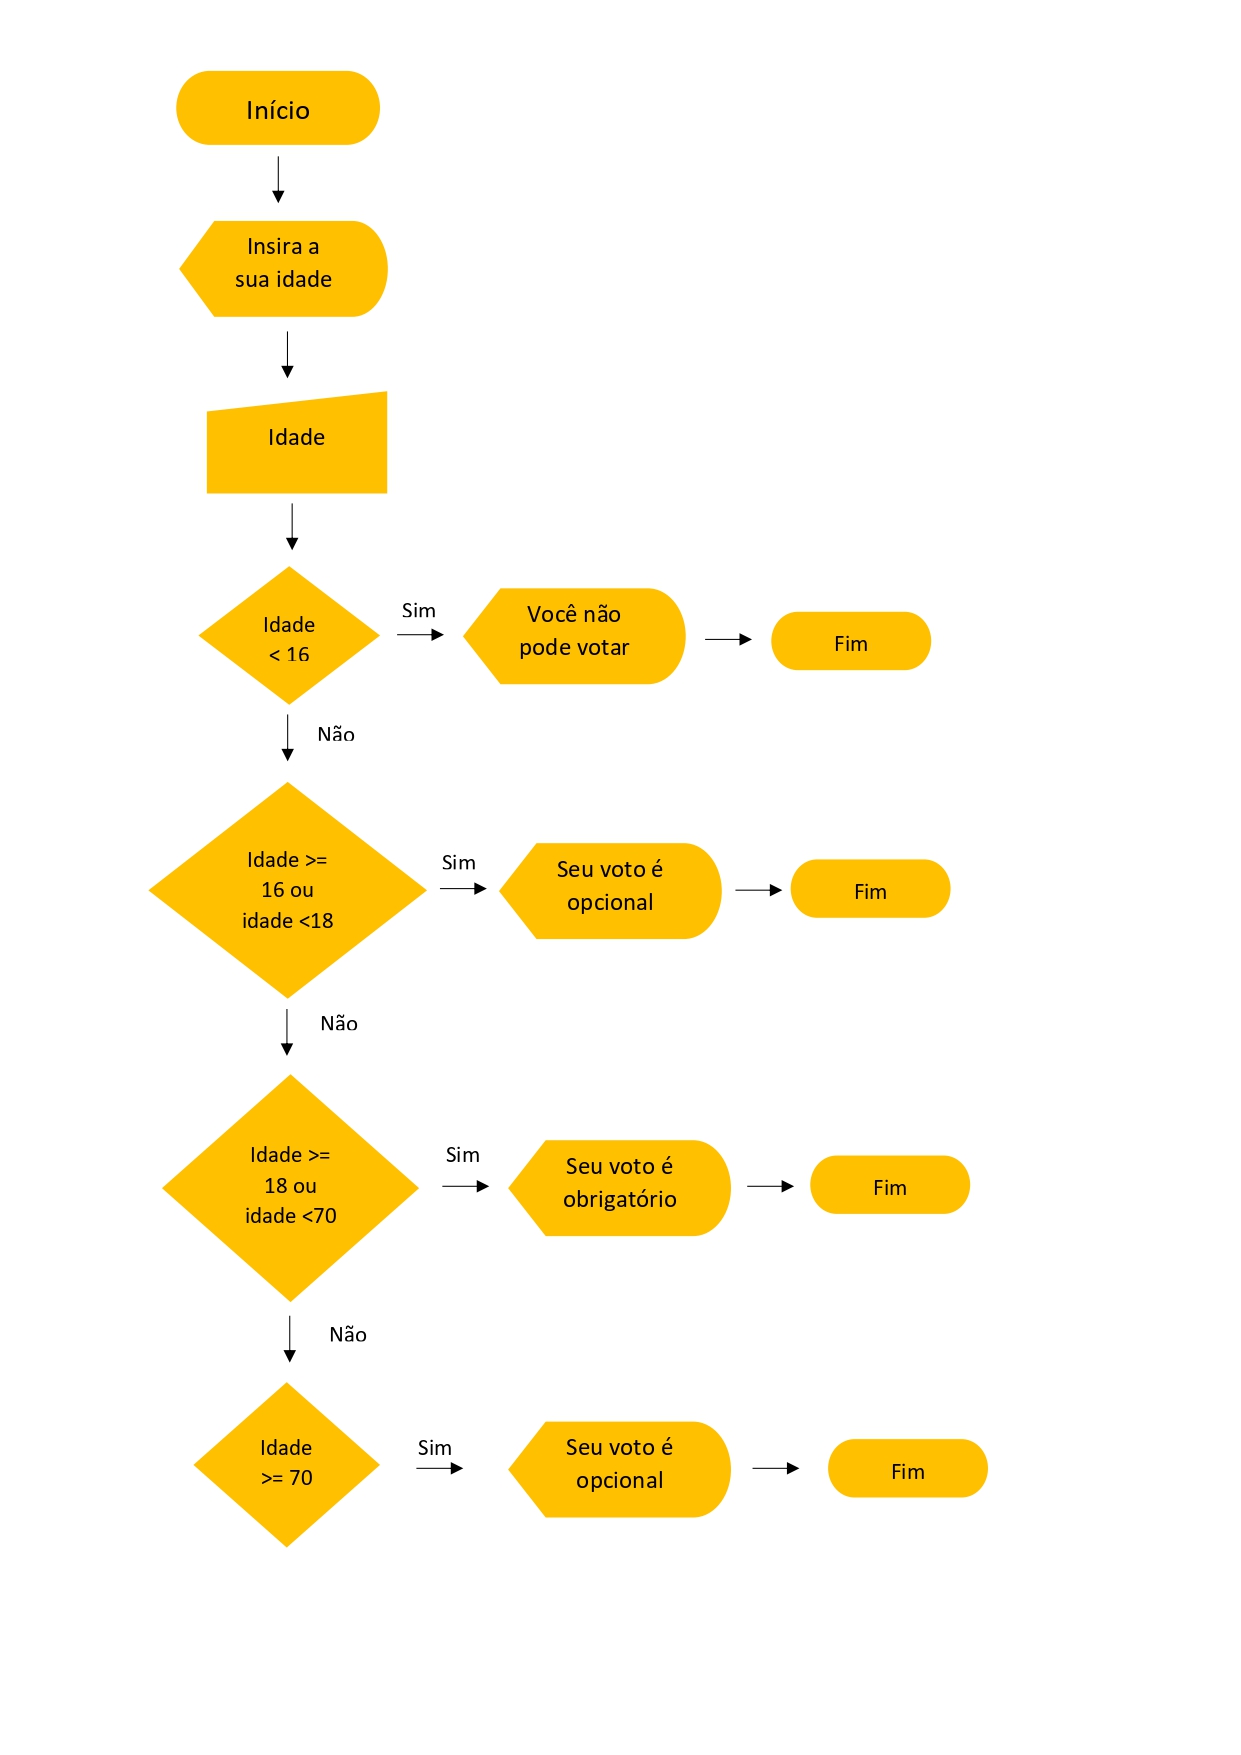 Início
Insira a
sua idade
Idade
Idade
< 16
Sim
Você não
pode votar
Fim
Não
Idade >=
16 ou
idade <18
Sim
Seu voto é
opcional
Fim
Não
Idade >=
18 ou
idade <70
Sim
Seu voto é
obrigatório
Fim
Não
Idade
>= 70
Sim
Seu voto é
opcional
Fim